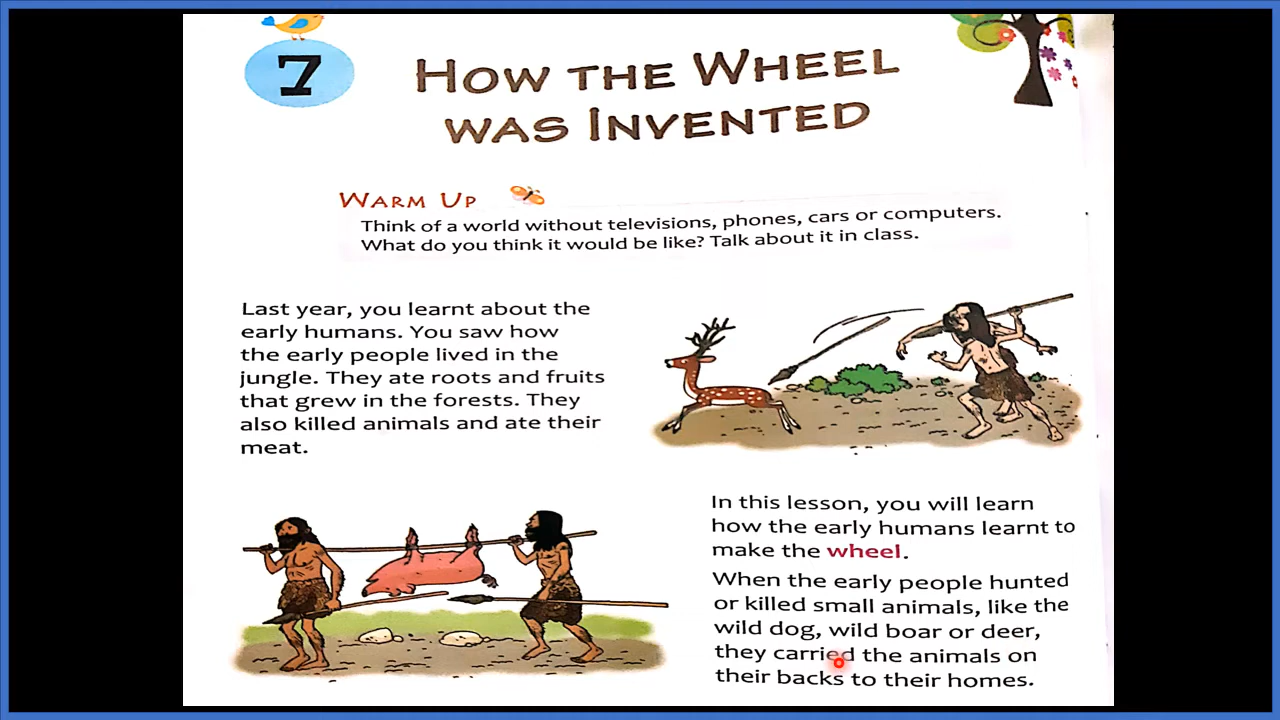 7
HOW THE WHEEL
WAS INVENTED
WARM UP
Think of a world without televisions, phones, cars or computers.
What do you think it would be like? Talk about it in class.
Last year, you learnt about the
early humans. You saw how
the early people lived in the
jungle. They ate roots and fruits
that grew in the forests. They
also killed animals and ate their
meat.
In this lesson, you will learn
how the early humans learnt to
make the wheel.
When the early people hunted
or killed small animals, like the
wild dog, wild boar or deer,
they carried the animals on
their backs to their homes.